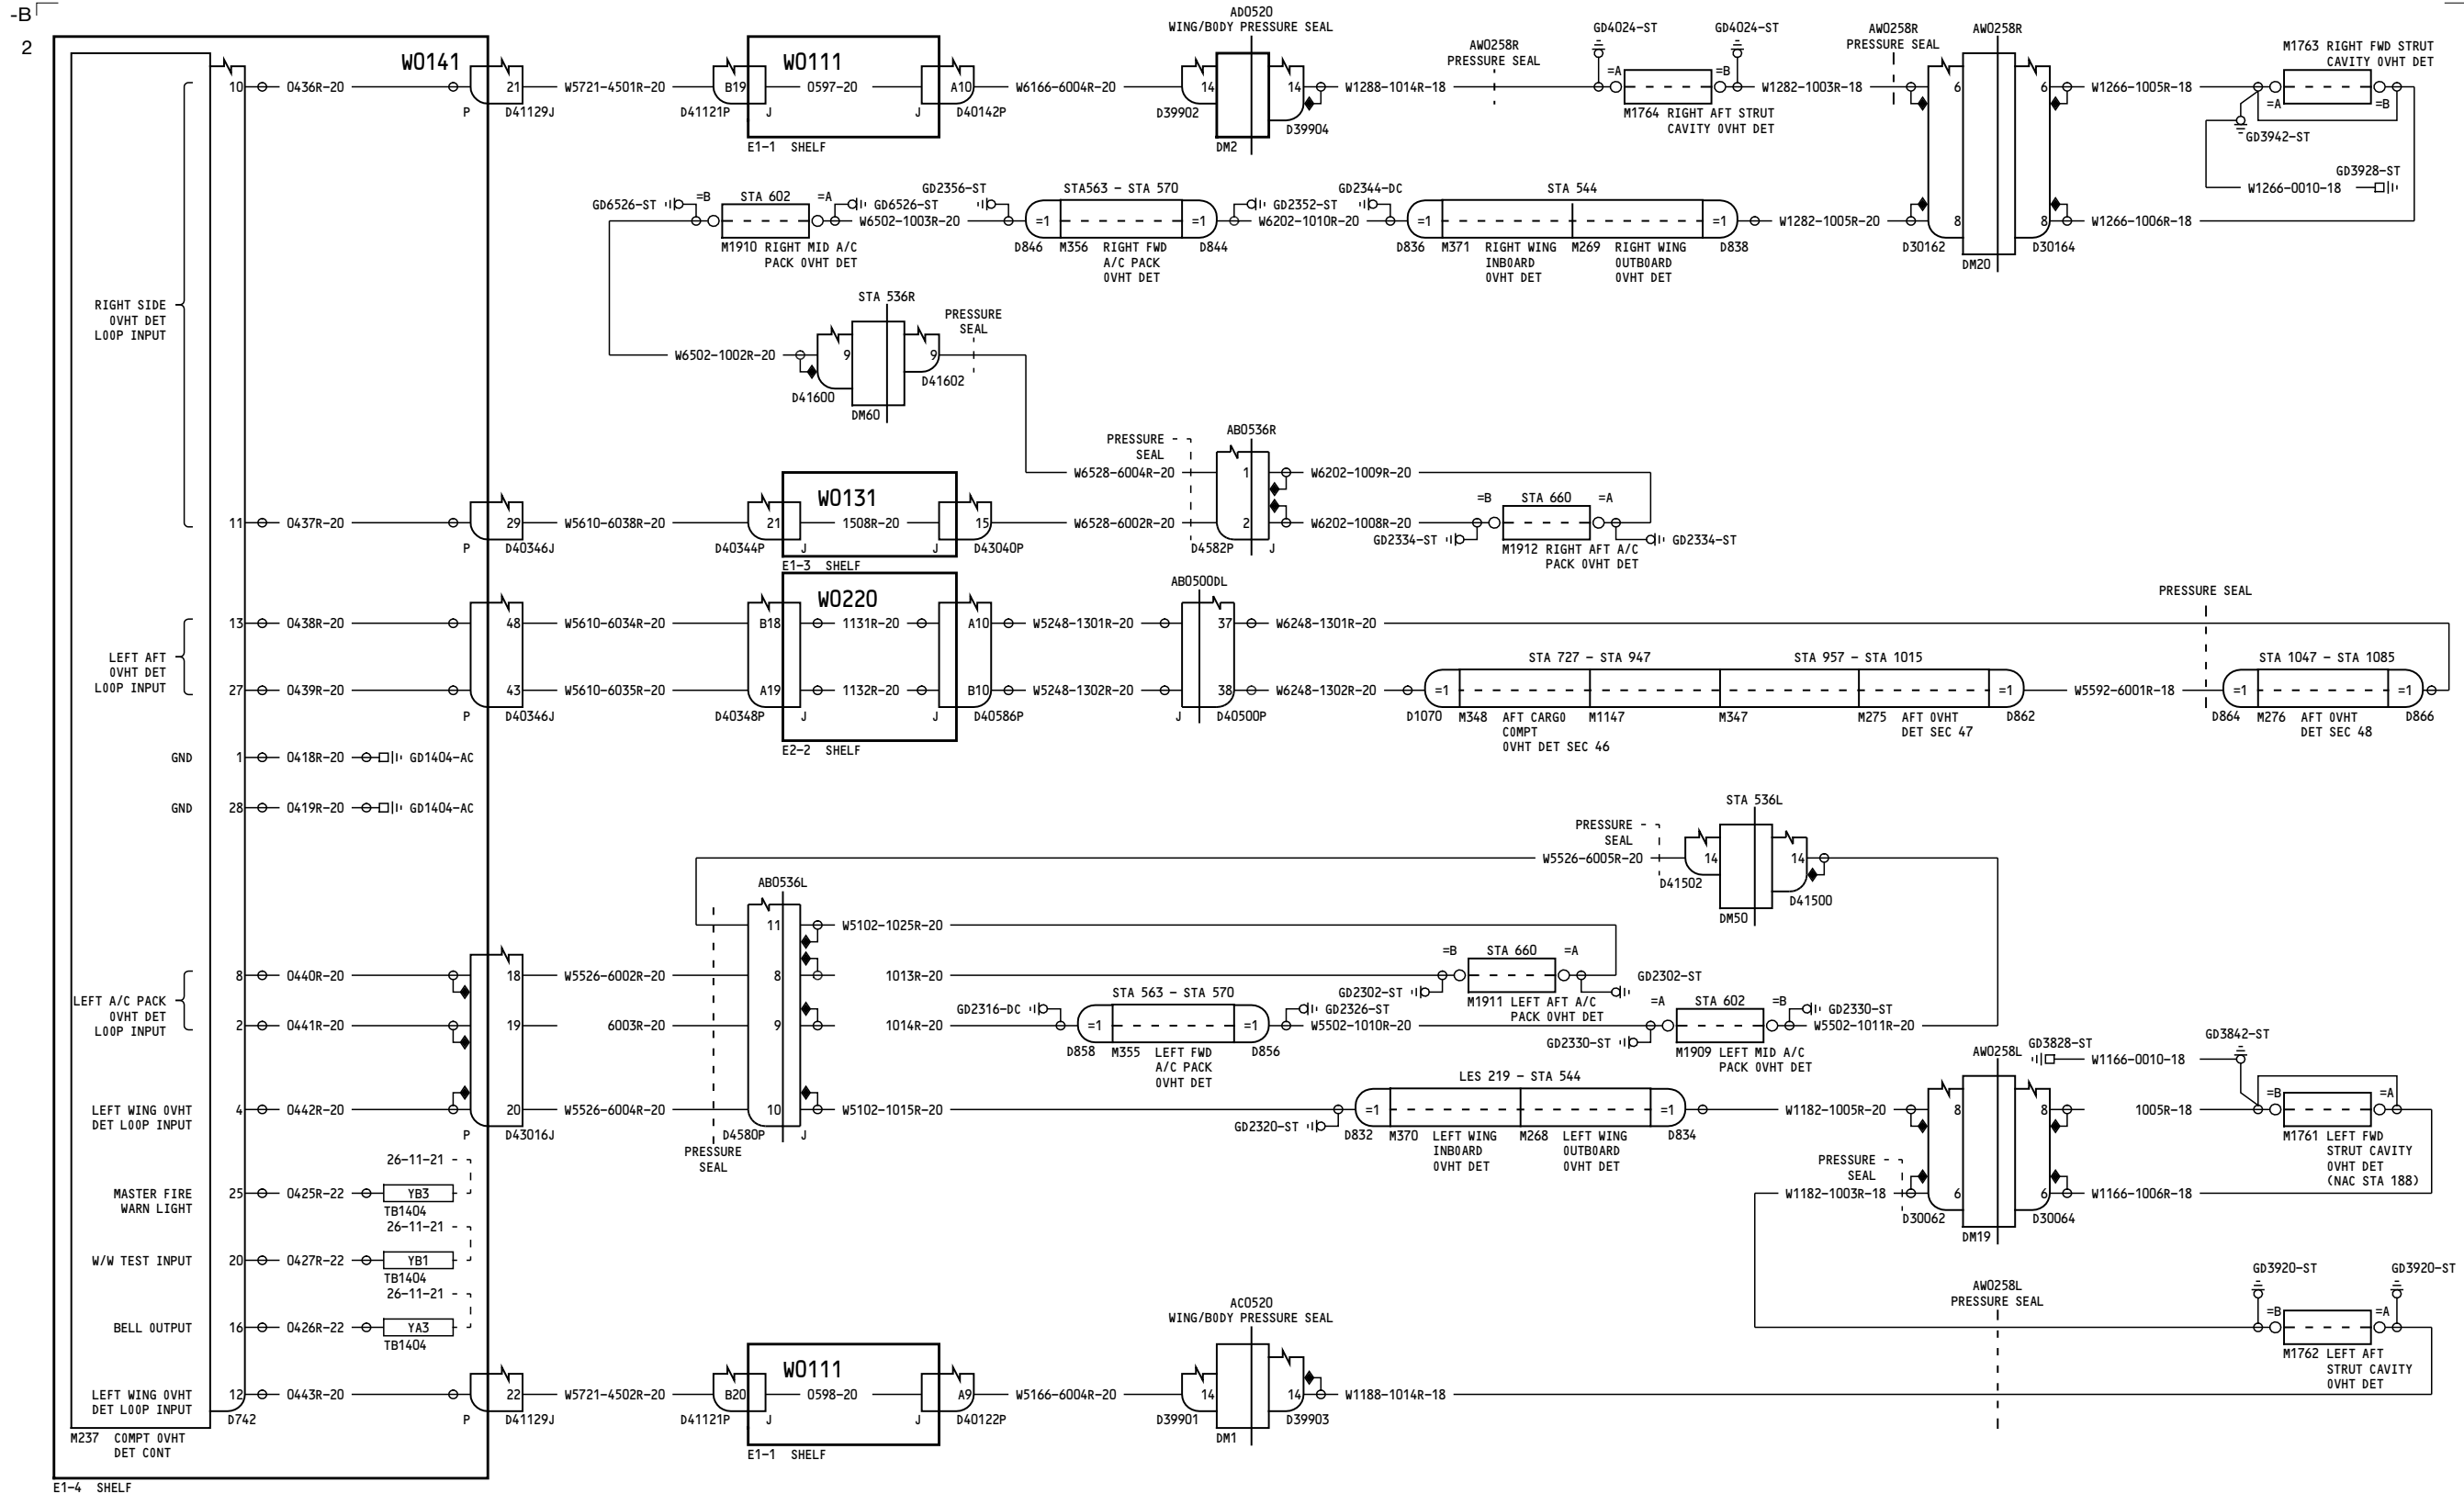 -B
2
W0141
10
0436R-20
P
21
D41129J
W5721-4501R-20
B19
D41121P
J
W0111
0597-20
J
A10
D40142P
E1-1 SHELF
W6166-6004R-20
AD0520
WING/BODY PRESSURE SEAL
14
D39902
DM2
14
D39904
W1288-1014R-18
AW0258R
PRESSURE SEAL
GD4024-ST
GD4024-ST
=A
=B
M1764 RIGHT AFT STRUT
CAVITY OVHT DET
W1282-1003R-18
AW0258R
PRESSURE SEAL
AW0258R
6
6
8
8
D30162
DM20
D30164
W1266-1005R-18
M1763 RIGHT FWD STRUT
CAVITY OVHT DET
=A
=B
GD3942-ST
GD3928-ST
W1266-0010-18
W1266-1006R-18
GD6526-ST
=B
STA 602
=A
GD6526-ST
W6502-1003R-20
M1910 RIGHT MID A/C
PACK OVHT DET
GD2356-ST
STA563 - STA 570
=1
=1
D846
M356
RIGHT FWD
A/C PACK
OVHT DET
D844
GD2352-ST
W6202-1010R-20
GD2344-DC
STA 544
=1
=1
D836
M371
RIGHT WING
INBOARD
OVHT DET
M269
RIGHT WING
OUTBOARD
OVHT DET
D838
W1282-1005R-20
RIGHT SIDE
OVHT DET
LOOP INPUT
STA 536R
PRESSURE
SEAL
W6502-1002R-20
9
9
D41600
D41602
DM60
11
0437R-20
P
29
D40346J
W5610-6038R-20
21
D40344P
J
W0131
1508R-20
J
15
D43040P
E1-3 SHELF
PRESSURE
SEAL
AB0536R
W6528-6004R-20
1
W6202-1009R-20
W6528-6002R-20
2
W6202-1008R-20
D4582P
J
=B
STA 660
=A
GD2334-ST
GD2334-ST
M1912 RIGHT AFT A/C
PACK OVHT DET
LEFT AFT
OVHT DET
LOOP INPUT
13
0438R-20
48
W5610-6034R-20
B18
W0220
1131R-20
A10
W5248-1301R-20
AB0500DL
37
W6248-1301R-20
PRESSURE SEAL
27
0439R-20
43
P
D40346J
W5610-6035R-20
A19
D40348P
J
1132R-20
J
B10
D40586P
E2-2 SHELF
W5248-1302R-20
38
J
D40500P
W6248-1302R-20
STA 727 - STA 947
STA 957 - STA 1015
=1
=1
D1070
M348
AFT CARGO
COMPT
OVHT DET SEC 46
M1147
M347
M275
AFT OVHT
DET SEC 47
D862
W5592-6001R-18
STA 1047 - STA 1085
=1
=1
D864
M276
AFT OVHT
DET SEC 48
D866
GND
1
0418R-20
GD1404-AC
GND
28
0419R-20
GD1404-AC
STA 536L
PRESSURE
SEAL
W5526-6005R-20
14
14
D41502
DM50
D41500
AB0536L
11
W5102-1025R-20
LEFT A/C PACK
OVHT DET
LOOP INPUT
8
0440R-20
18
W5526-6002R-20
8
1013R-20
=B
STA 660
=A
GD2302-ST
GD2302-ST
M1911 LEFT AFT A/C
PACK OVHT DET
2
0441R-20
19
6003R-20
9
1014R-20
GD2316-DC
STA 563 - STA 570
=1
=1
D858
M355
LEFT FWD
A/C PACK
OVHT DET
D856
GD2326-ST
W5502-1010R-20
=A
STA 602
=B
GD2330-ST
GD2330-ST
W5502-1011R-20
M1909 LEFT MID A/C
PACK OVHT DET
LEFT WING OVHT
DET LOOP INPUT
4
0442R-20
P
20
D43016J
W5526-6004R-20
10
D4580P
J
PRESSURE
SEAL
W5102-1015R-20
GD2320-ST
LES 219 - STA 544
=1
=1
D832
M370
LEFT WING
INBOARD
OVHT DET
M268
LEFT WING
OUTBOARD
OVHT DET
D834
W1182-1005R-20
AW0258L
8
8
6
6
D30062
DM19
D30064
GD3828-ST
W1166-0010-18
GD3842-ST
1005R-18
=B
=A
M1761 LEFT FWD
STRUT CAVITY
OVHT DET
(NAC STA 188)
PRESSURE
SEAL
W1182-1003R-18
W1166-1006R-18
MASTER FIRE
WARN LIGHT
25
0425R-22
26-11-21
YB3
TB1404
W/W TEST INPUT
20
0427R-22
26-11-21
YB1
TB1404
BELL OUTPUT
16
0426R-22
26-11-21
YA3
TB1404
AW0258L
PRESSURE SEAL
GD3920-ST
GD3920-ST
=B
=A
M1762 LEFT AFT
STRUT CAVITY
OVHT DET
LEFT WING OVHT
DET LOOP INPUT
12
0443R-20
D742
P
22
D41129J
W5721-4502R-20
B20
D41121P
J
W0111
0598-20
J
A9
D40122P
E1-1 SHELF
W5166-6004R-20
AC0520
WING/BODY PRESSURE SEAL
14
14
D39901
DM1
D39903
W1188-1014R-18
M237 COMPT OVHT
DET CONT
E1-4 SHELF